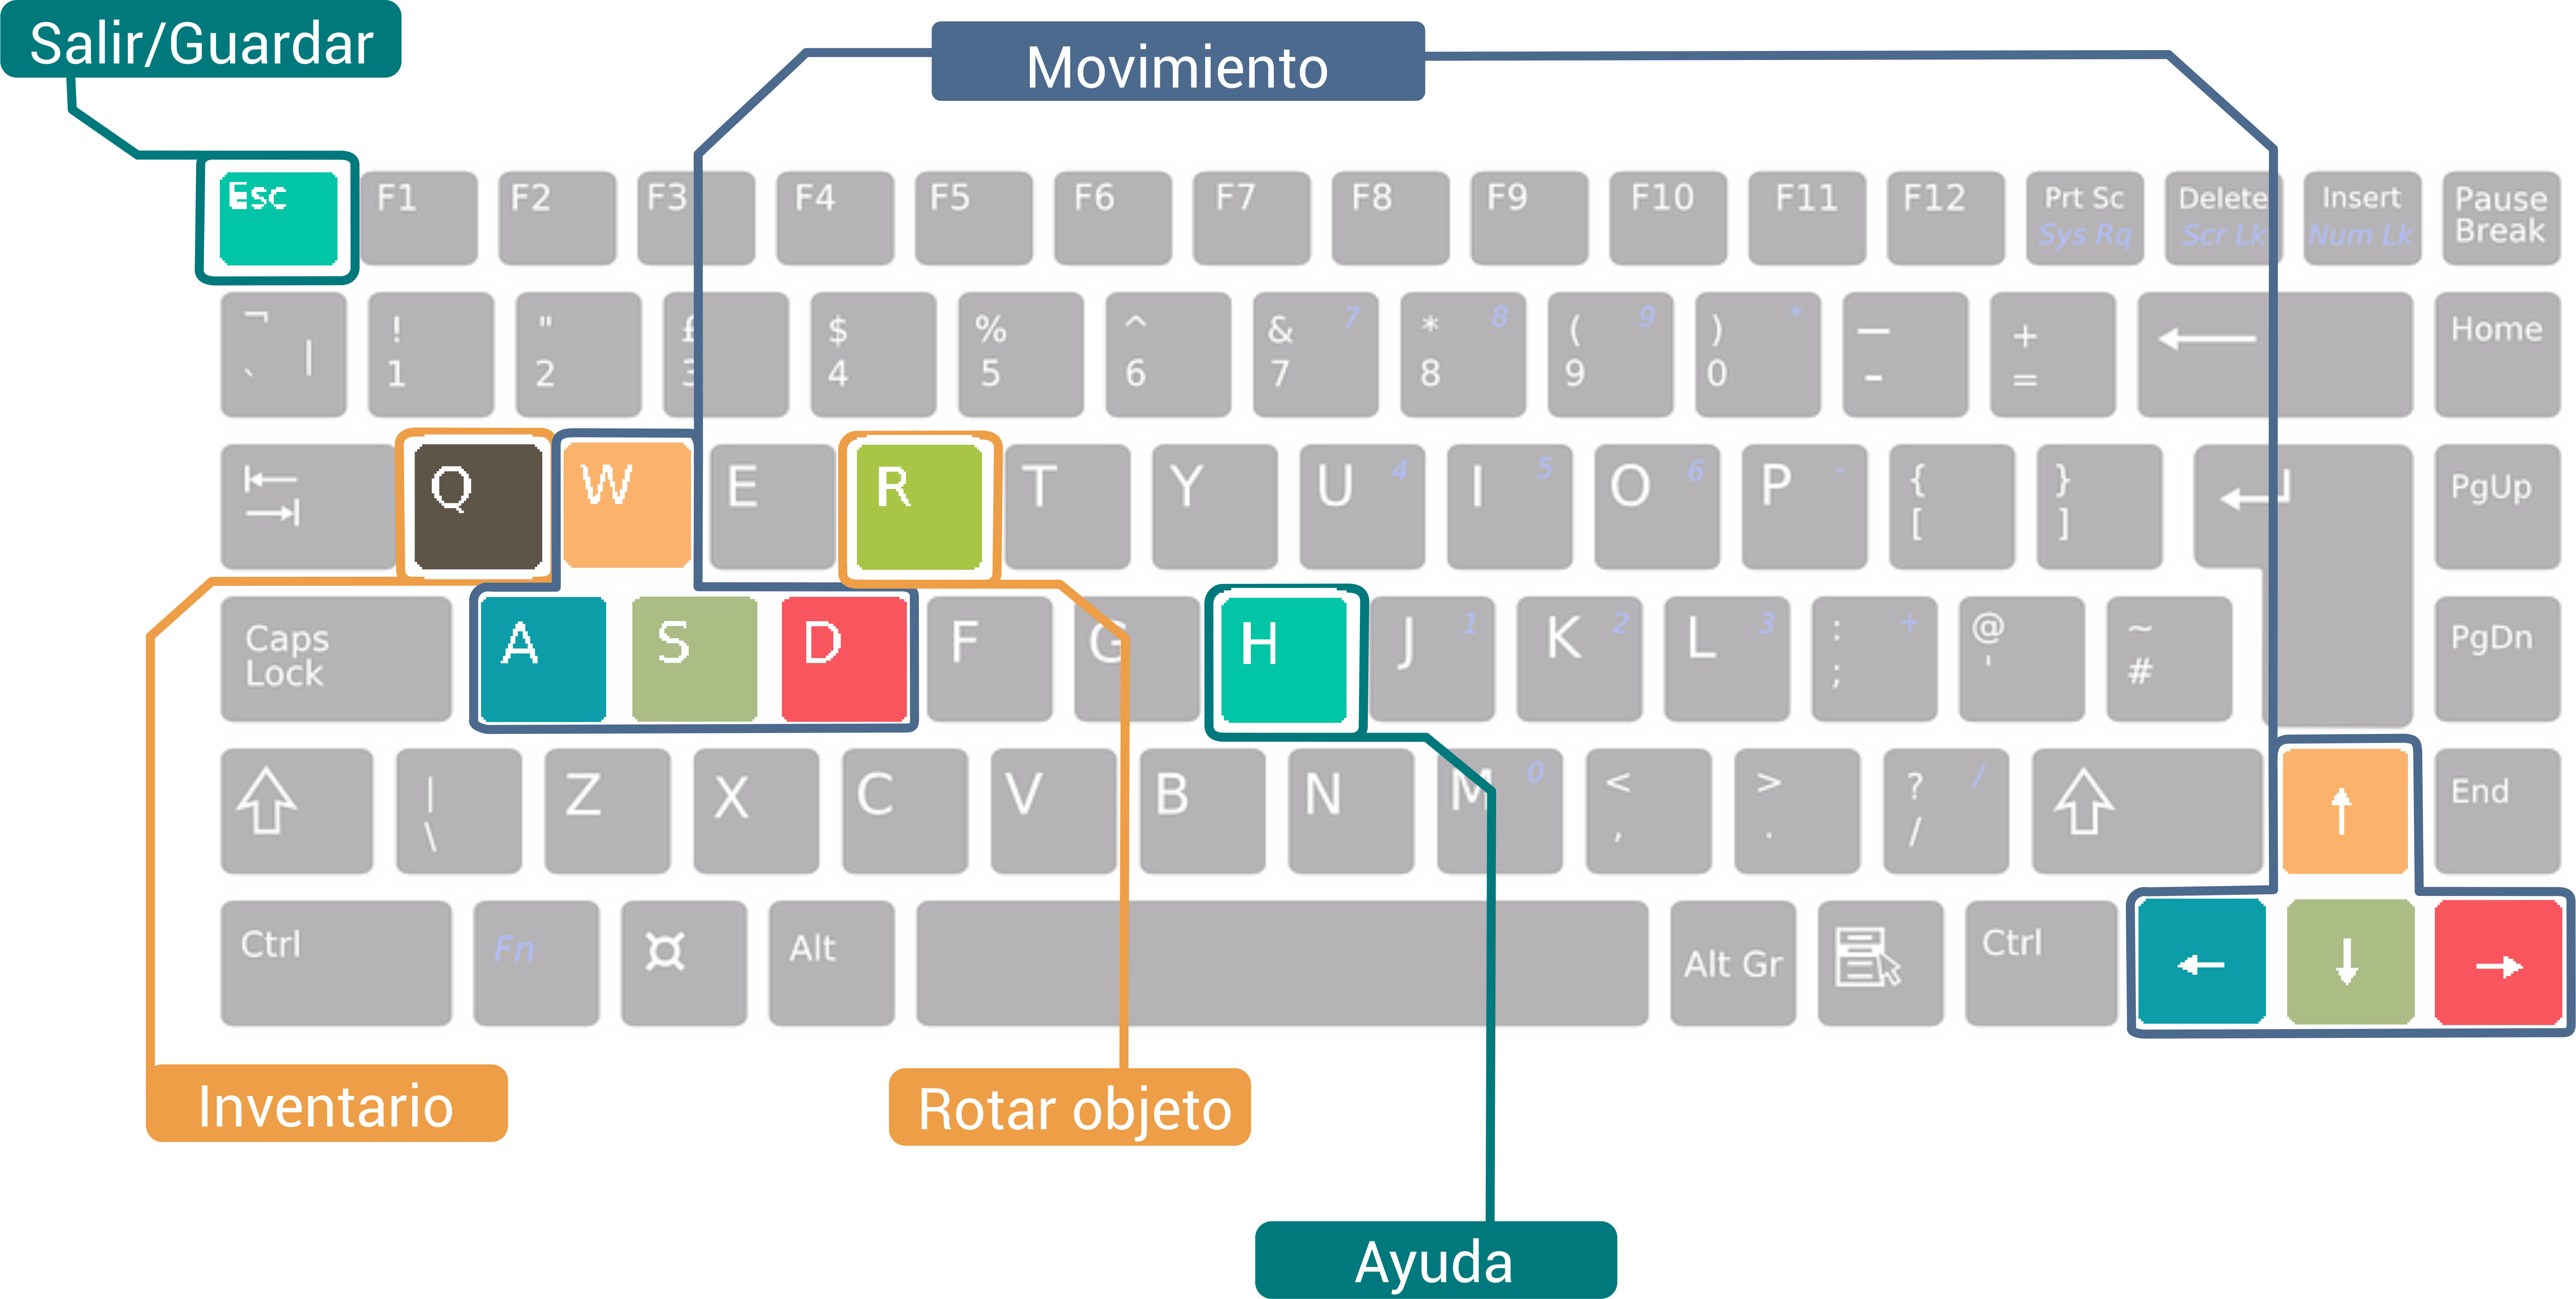 Salir/Guardar
Movimiento
Esc F1 F2 F3 F4 F5 F6 F7 F8 F9 F10 F11 F12 Prt Sc Delete Insert Pause
Sys Rq Scr Lk Num Lk Break
¬ ! " £ $ % ^ & 7 * 8 ( 9 ) * — + ← Home
` | 1 2 3 4 5 6 7 8 9 0 - =
Q W E R T Y U 4 I 5 O 6 P - { } PgUp
[ ]
Caps A S D F G H J 1 K 2 L 3 : + @ ~ PgDn
Lock ; ' #
| Z X C V B N M 0 < > ? / ↑ End
\ , . /
Ctrl Fn ¤ Alt Alt Gr Ctrl ← ↓ →
Inventario
Rotar objeto
Ayuda